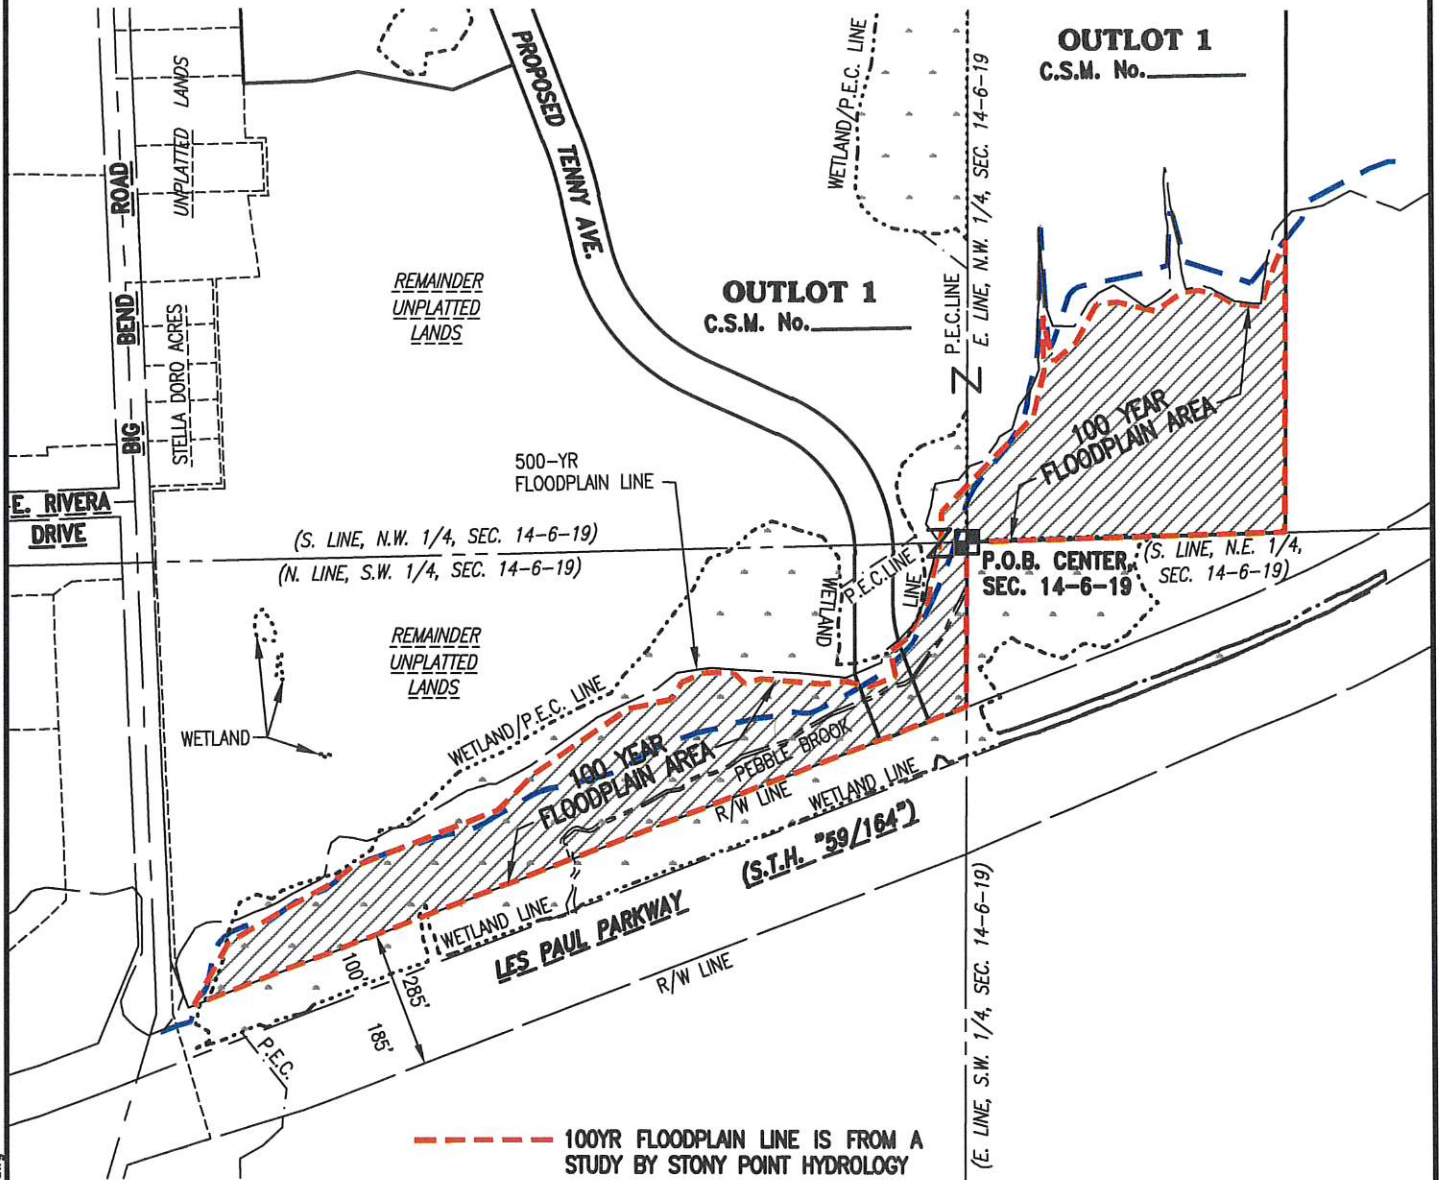 OUTLOT 1
C.S.M. No.
WETLAND/P.E.C. LINE
E. LINE, N.W. 1/4, SEC. 14-6-19
PROPOSED TENNY AVE.
UNPLATTED LANDS
BIG BEND ROAD
STELLA DORO ACRES
REMAINDER
UNPLATTED
LANDS
OUTLOT 1
C.S.M. No.
P.E.C.LINE
Z
100 YEAR
FLOODPLAIN AREA
500-YR
FLOODPLAIN LINE
E. RIVERA
DRIVE
(S. LINE, N.W. 1/4, SEC. 14-6-19)
(N. LINE, S.W. 1/4, SEC. 14-6-19)
Z
P.O.B. CENTER,
SEC. 14-6-19
(S. LINE, N.E. 1/4,
SEC. 14-6-19)
P.E.C.LINE
WETLAND
LINE
REMAINDER
UNPLATTED
LANDS
WETLAND
WETLAND/P.E.C. LINE
100 YEAR
FLOODPLAIN AREA
PEBBLE BROOK
R/W LINE
WETLAND LINE
(S.T.H. "59/164")
WETLAND LINE
LES PAUL PARKWAY
R/W LINE
100'
285'
185'
P.E.C.
(E. LINE, S.W. 1/4, SEC. 14-6-19)
100YR FLOODPLAIN LINE IS FROM A
STUDY BY STONY POINT HYDROLOGY